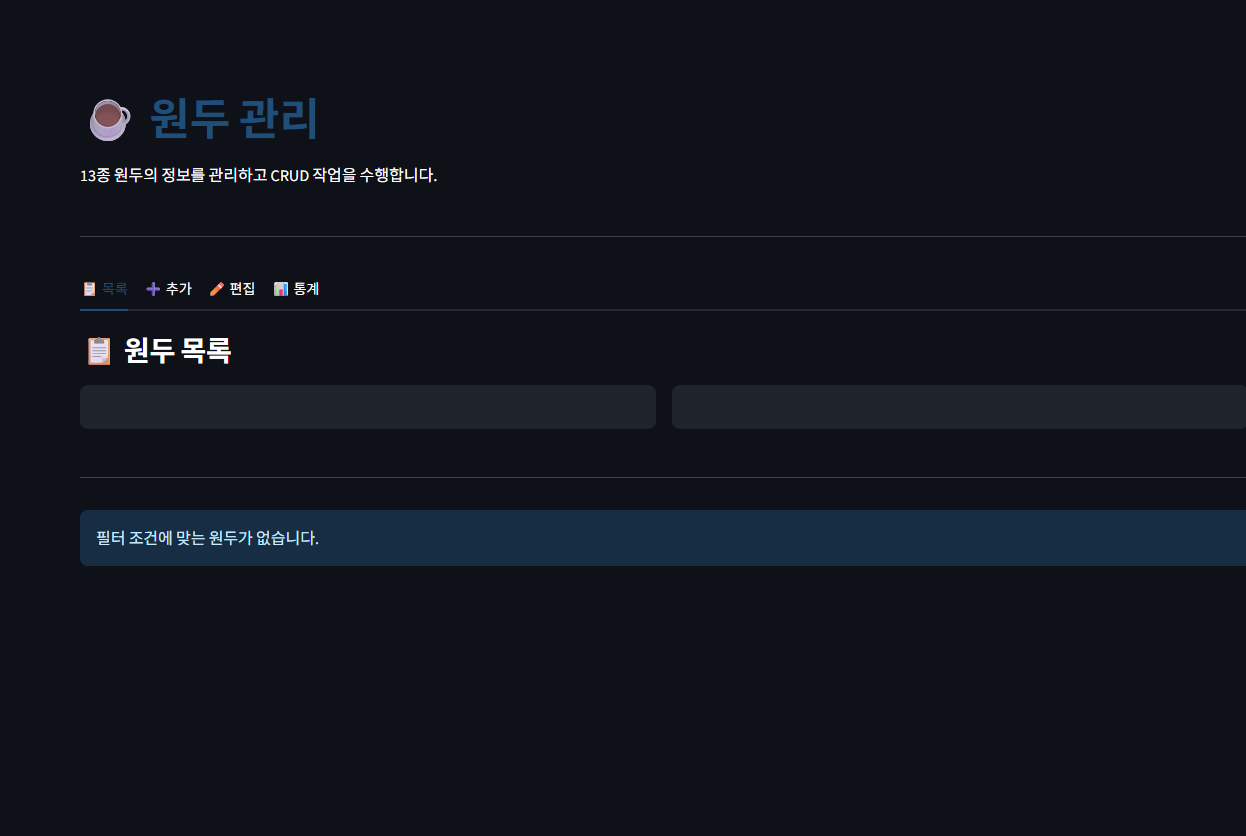 원두 관리
13종 원두의 정보를 관리하고 CRUD 작업을 수행합니다.
목록 추가 편집 통계
원두 목록
필터 조건에 맞는 원두가 없습니다.